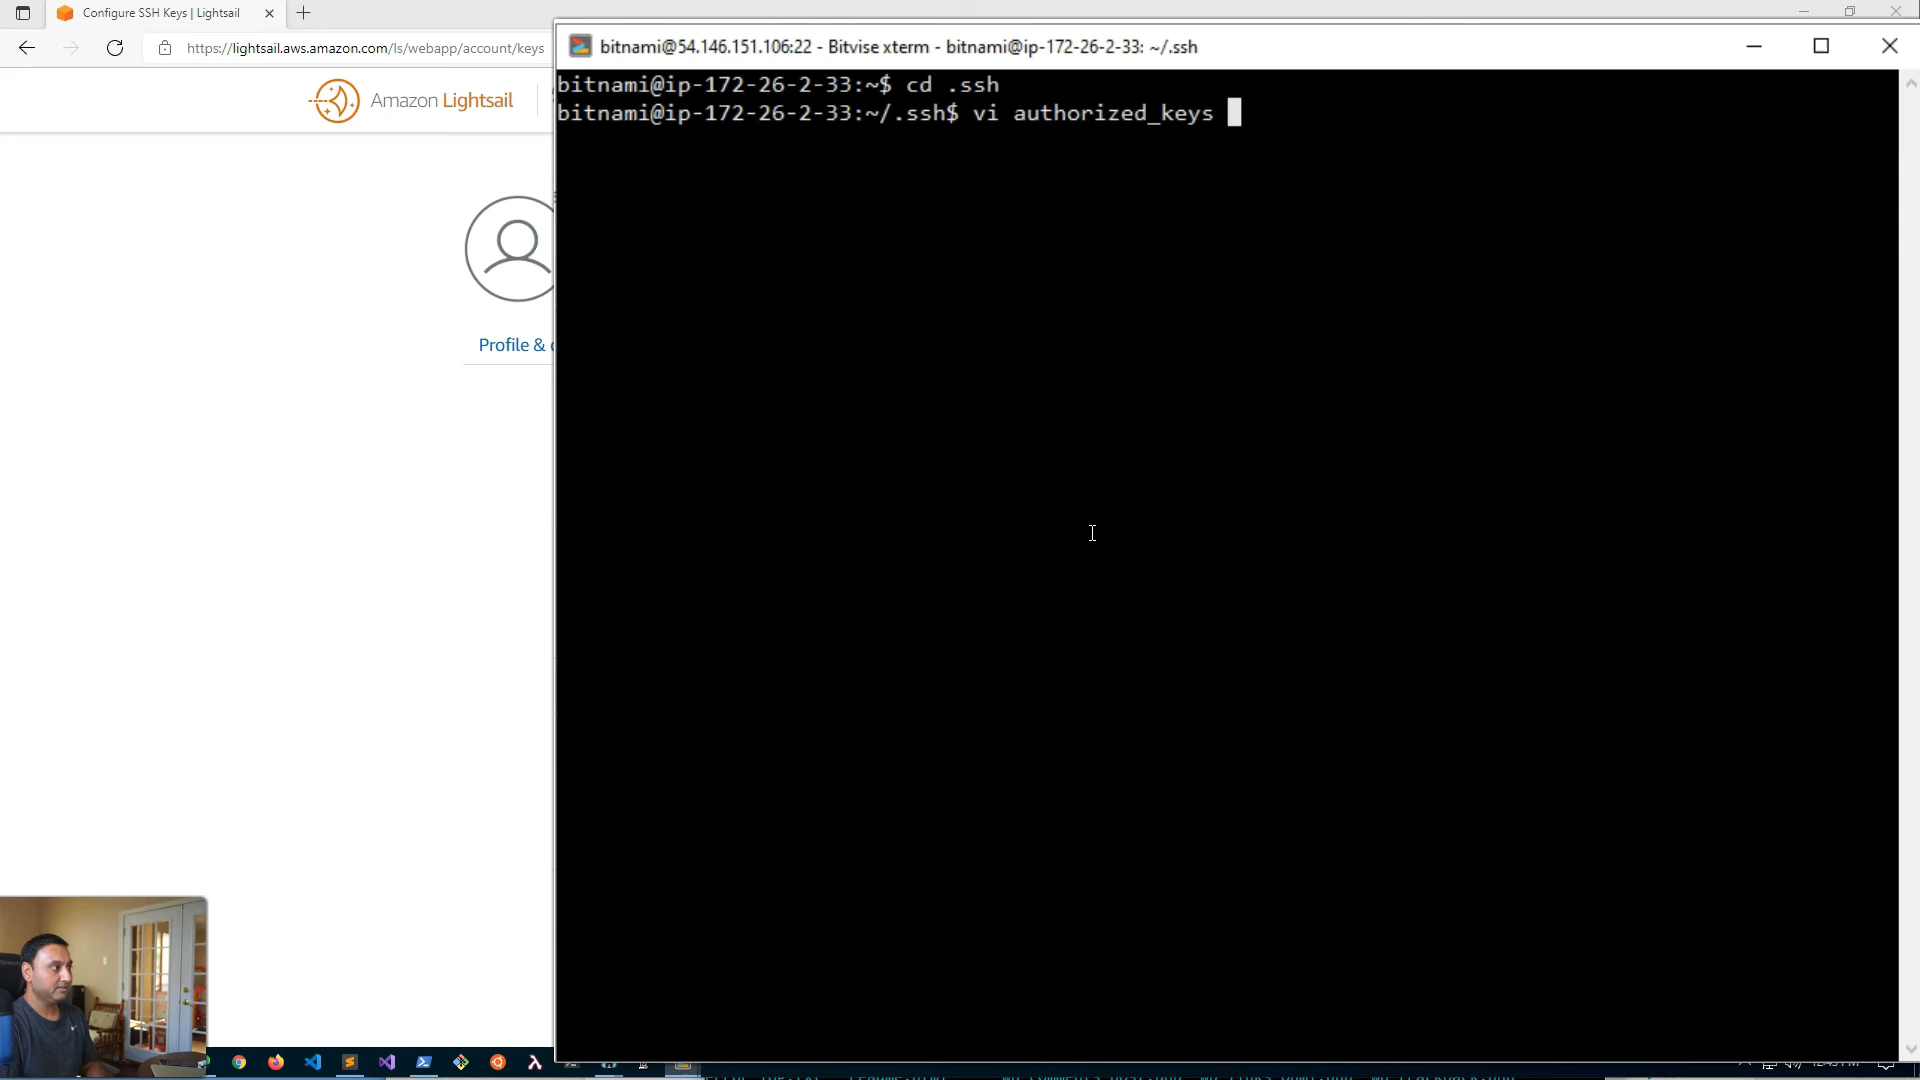 Configure SSH Keys | Lightsail
https://lightsail.aws.amazon.com/ls/webapp/account/keys
Amazon Lightsail
Profile &
bitnami@54.146.151.106:22 - Bitvise xterm - bitnami@ip-172-26-2-33: ~/.ssh
bitnami@ip-172-26-2-33:~$ cd .ssh
bitnami@ip-172-26-2-33:~/.ssh$ vi authorized_keys